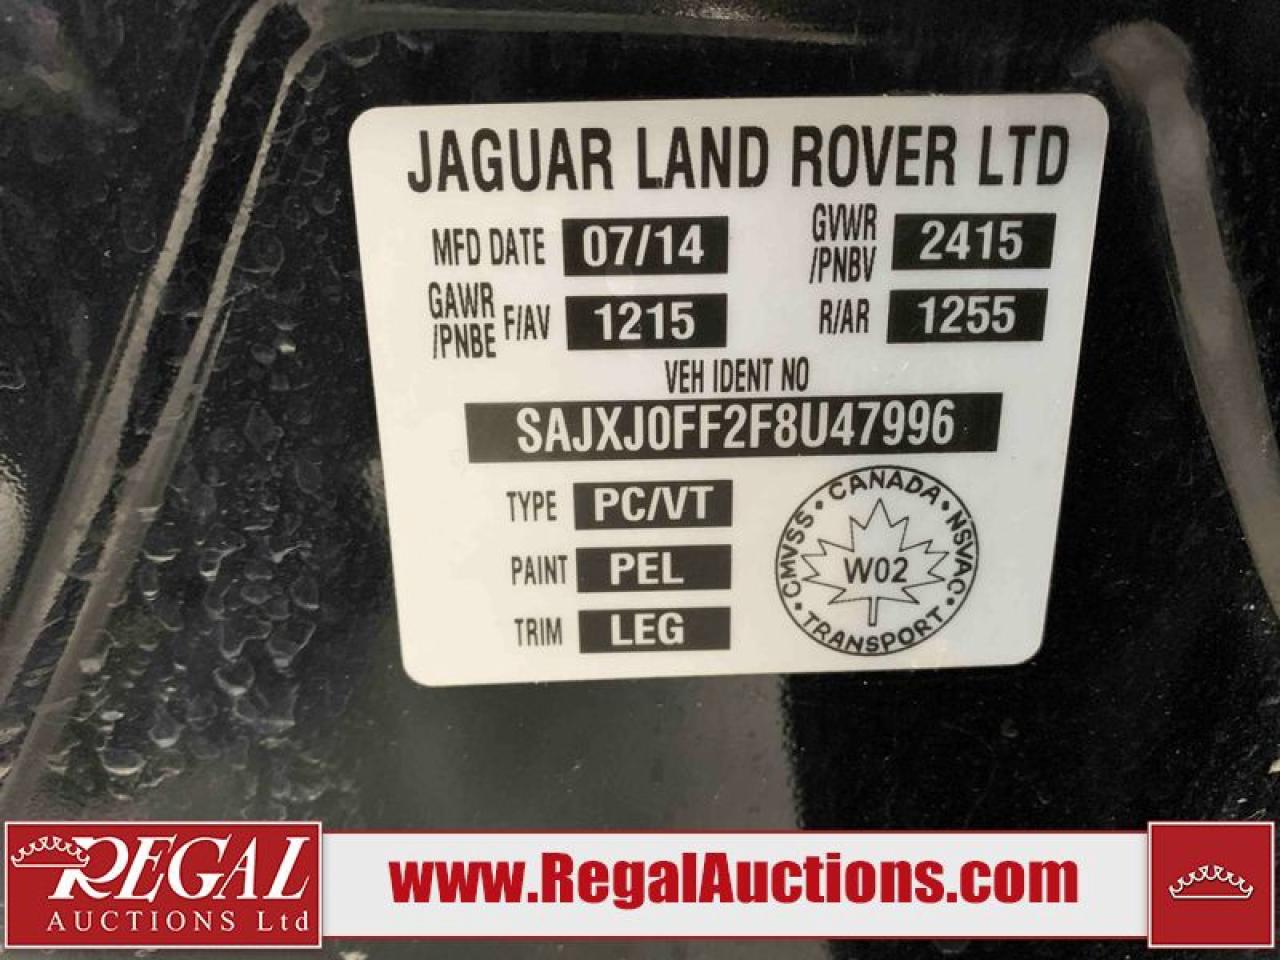 JAGUAR LAND ROVER LTD
MFD DATE 07/14 GVWR /PNBV 2415
GAWR /PNBE F/AV 1215 R/AR 1255
VEH IDENT NO
SAJXJ0FF2F8U47996
TYPE PC/VT
PAINT PEL
TRIM LEG
CMVSS • CANADA • NSVAC • TRANSPORT •
W02
REGAL
AUCTIONS Ltd
www.RegalAuctions.com